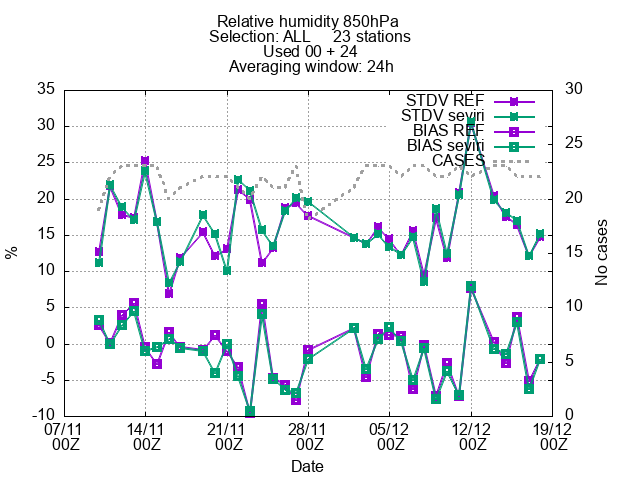 Relative humidity 850hPa
Selection: ALL 23 stations
Used 00 + 24
Averaging window: 24h
35
30
25
20
15
10
5
0
-5
-10
%
30
25
20
15
10
5
0
No cases
STDV REF
STDV seviri
BIAS REF
BIAS seviri
CASES
07/11 14/11 21/11 28/11 05/12 12/12 19/12
00Z 00Z 00Z 00Z 00Z 00Z 00Z
Date